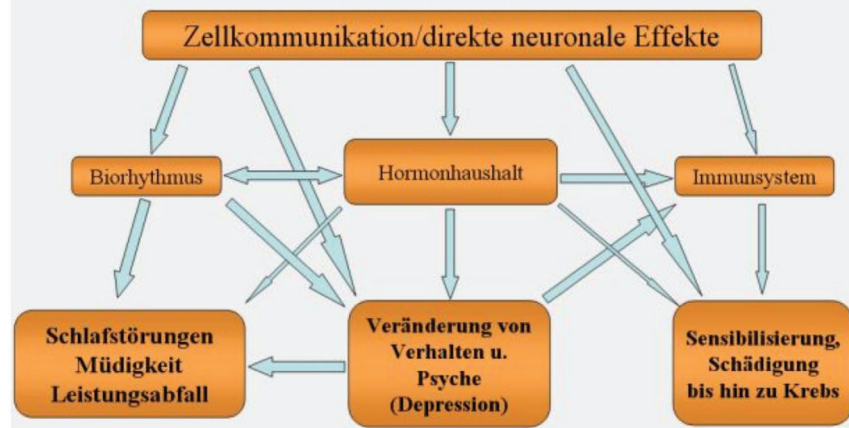 Zellkommunikation/direkte neuronale Effekte
Biorhythmus
Hormonhaushalt
Immunsystem
Schlafstörungen
Müdigkeit
Leistungsabfall
Veränderung von
Verhalten u.
Psyche
(Depression)
Sensibilisierung,
Schädigung
bis hin zu Krebs